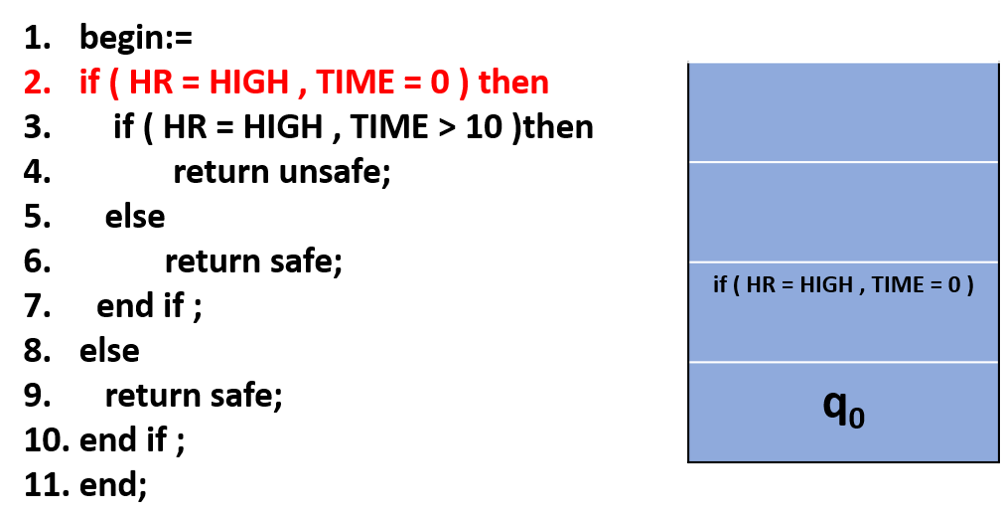 1. begin:=
2. if ( HR = HIGH , TIME = 0 ) then
3. if ( HR = HIGH , TIME > 10 )then
4. return unsafe;
5. else
6. return safe;
7. end if ;
8. else
9. return safe;
10. end if ;
11. end;
if ( HR = HIGH , TIME = 0 )
q₀